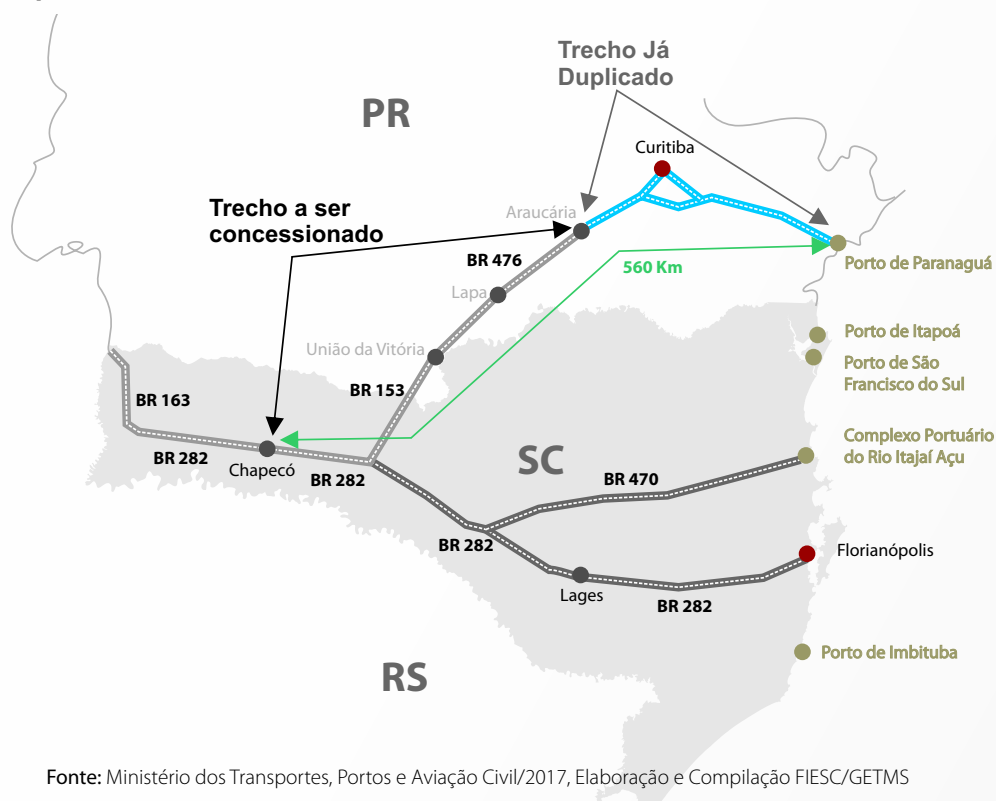 Trecho Já
Duplicado
PR
Curitiba
Trecho a ser
concessionado
Araucária
BR 476
560 Km
Porto de Paranaguá
Lapa
Porto de Itapoá
União da Vitória
Porto de São
Francisco do Sul
BR 153
BR 163
Complexo Portuário
do Rio Itajaí Açu
BR 282
Chapecó
BR 282
SC
BR 470
BR 282
Florianópolis
Lages
BR 282
Porto de Imbituba
RS
Fonte: Ministério dos Transportes, Portos e Aviação Civil/2017, Elaboração e Compilação FIESC/GETMS